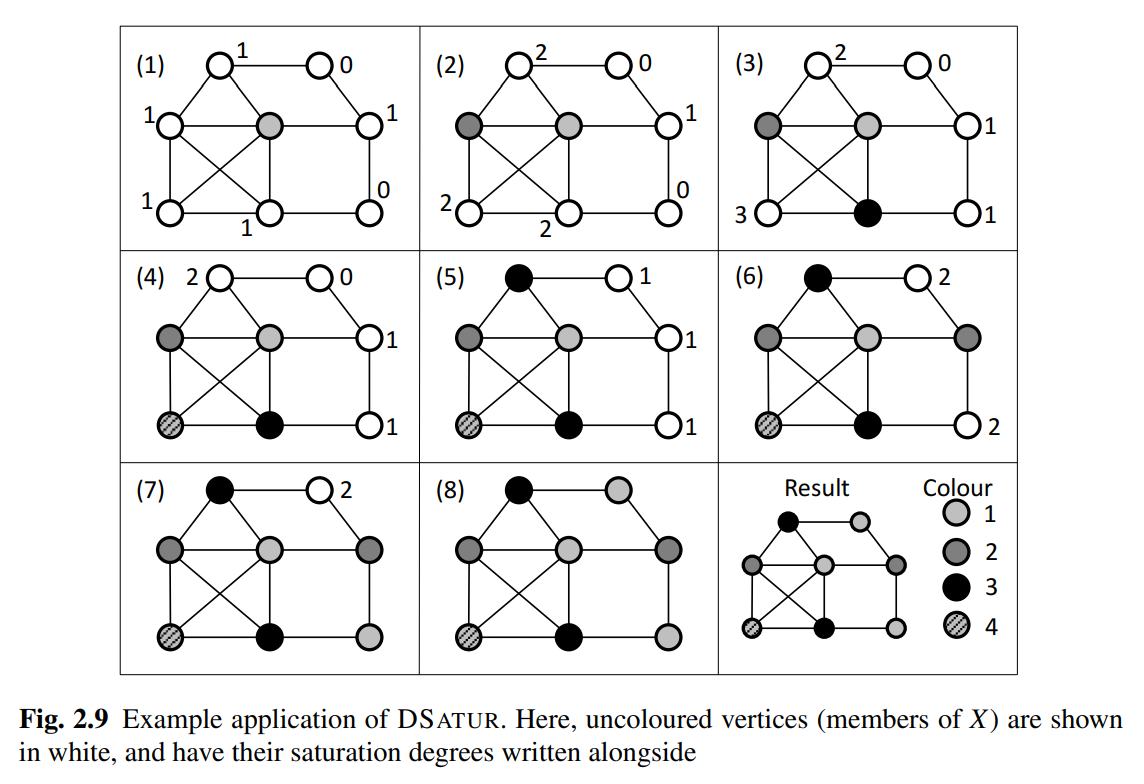 (1) 1 0
1 1
1 1 0
(2) 2 0
1
2 2 0
(3) 2 0
1
3 1
(4) 2 0
1
1
(5) 1
1
1
(6) 2
2
(7) 2
(8)
Result Colour
1
2
3
4
Fig. 2.9 Example application of DSATUR. Here, uncoloured vertices (members of X) are shown
in white, and have their saturation degrees written alongside